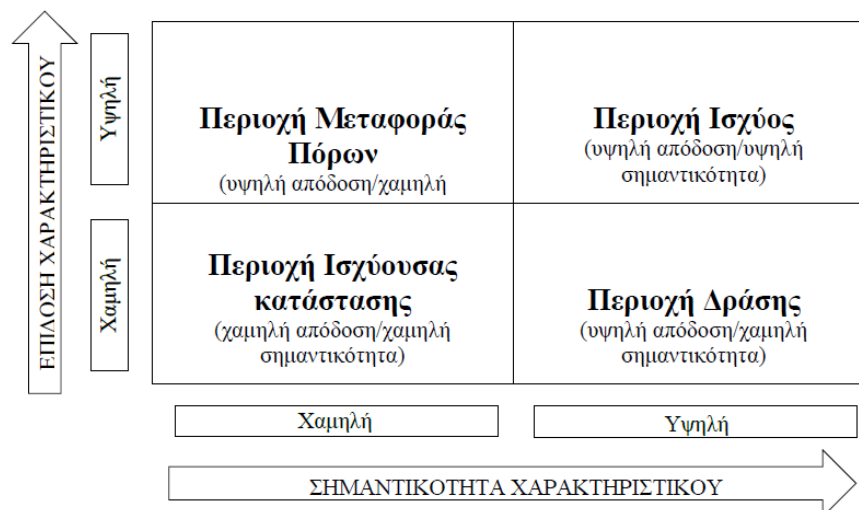 ΕΠΙΔΟΣΗ ΧΑΡΑΚΤΗΡΙΣΤΙΚΟΥ
Υψηλή
Χαμηλή
Περιοχή Μεταφοράς
Πόρων
(υψηλή απόδοση/χαμηλή
Περιοχή Ισχύος
(υψηλή απόδοση/υψηλή
σημαντικότητα)
Περιοχή Ισχύουσας
κατάστασης
(χαμηλή απόδοση/χαμηλή
σημαντικότητα)
Περιοχή Δράσης
(υψηλή απόδοση/χαμηλή
σημαντικότητα)
Χαμηλή
Υψηλή
ΣΗΜΑΝΤΙΚΟΤΗΤΑ ΧΑΡΑΚΤΗΡΙΣΤΙΚΟΥ